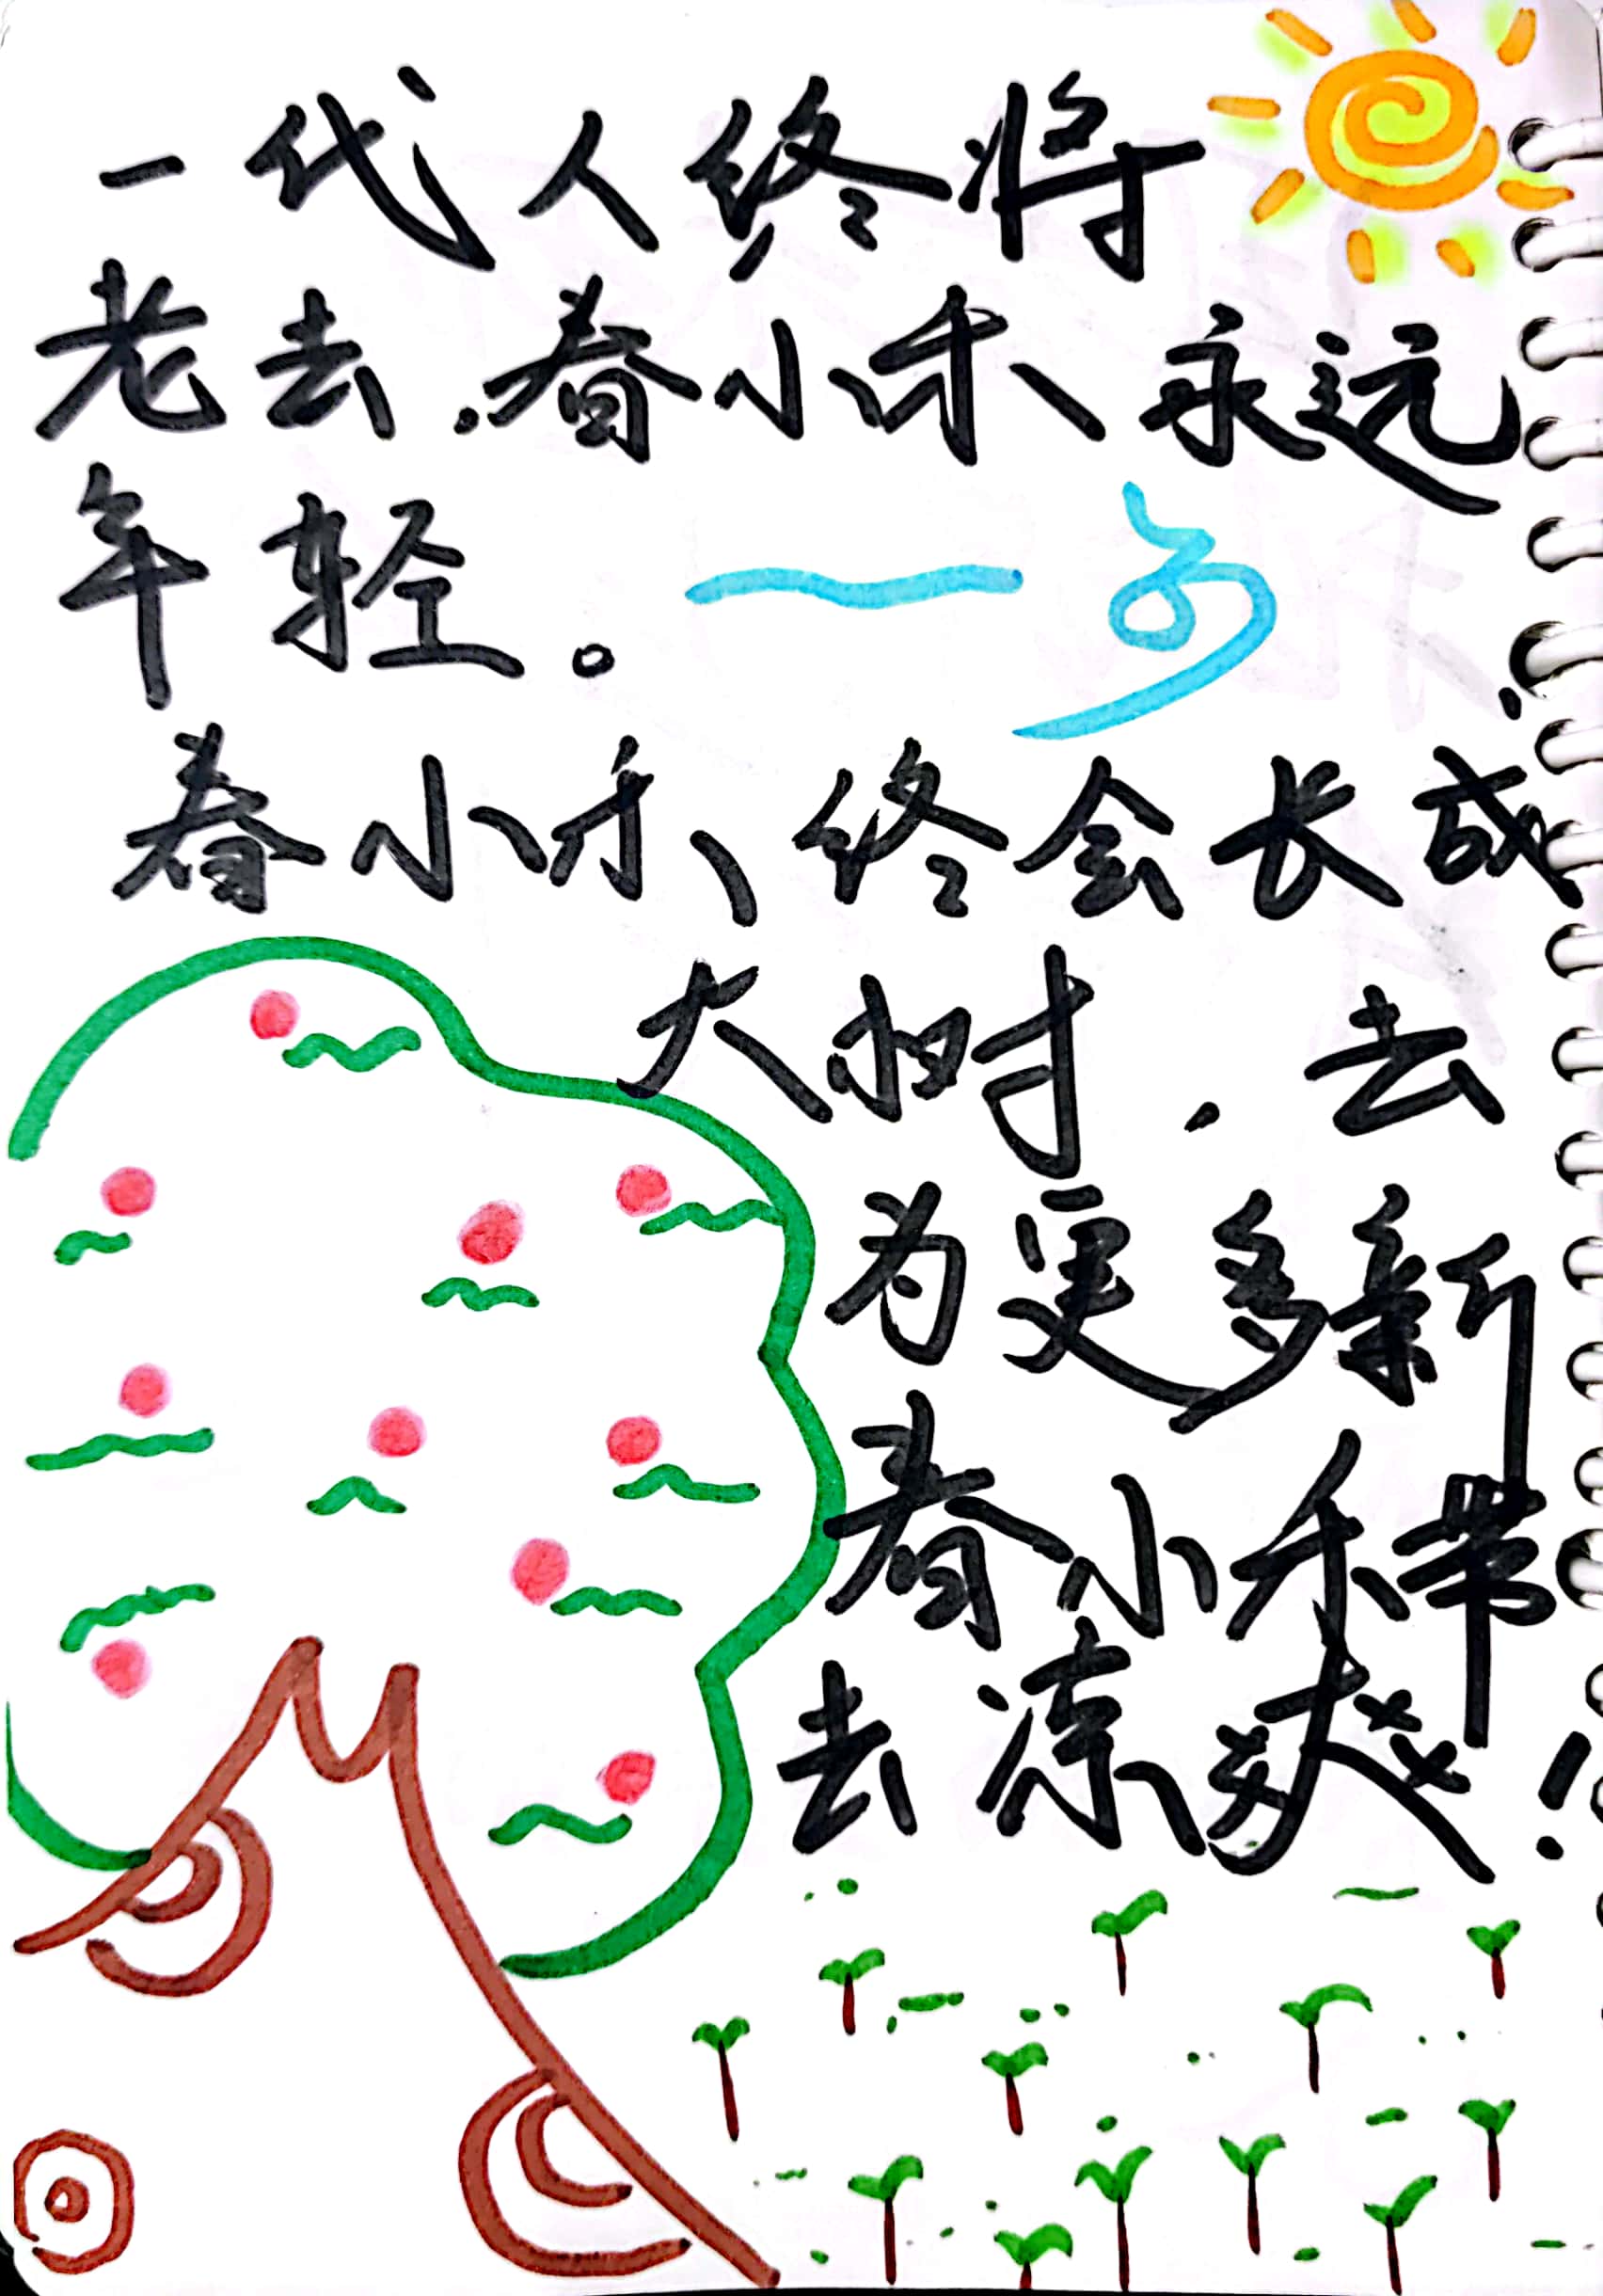 一代人终将
老去,春小禾永远
年轻。
春小禾、终会长成
大树,去
为更多新
春小禾带
去凉爽!